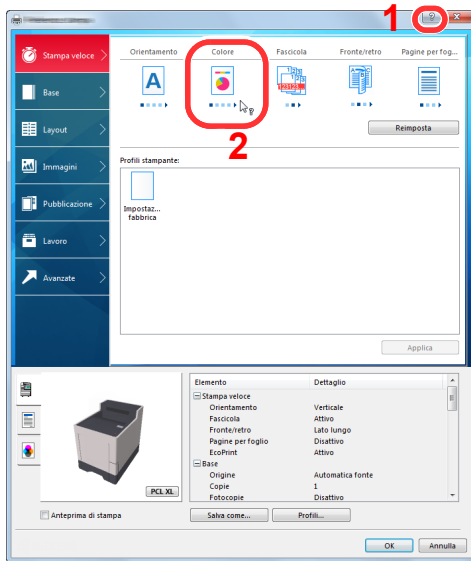 1
?
X
Stampa veloce
Orientamento
Colore
Fascicola
Fronte/retro
Pagine per fog...
A
123123
?
Base
Layout
2
Reimposta
Immagini
Profili stampante:
Pubblicazione
Impostaz...
fabbrica
Lavoro
Avanzate
Applica
Elemento
Dettaglio
Stampa veloce
Orientamento
Verticale
Fascicola
Attivo
Fronte/retro
Lato lungo
Pagine per foglio
Disattivo
EcoPrint
Attivo
Base
Origine
Automatica fonte
Copie
1
Fotocopie
Disattivo
PCL XL
Anteprima di stampa
Salva come...
Profili...
OK
Annulla